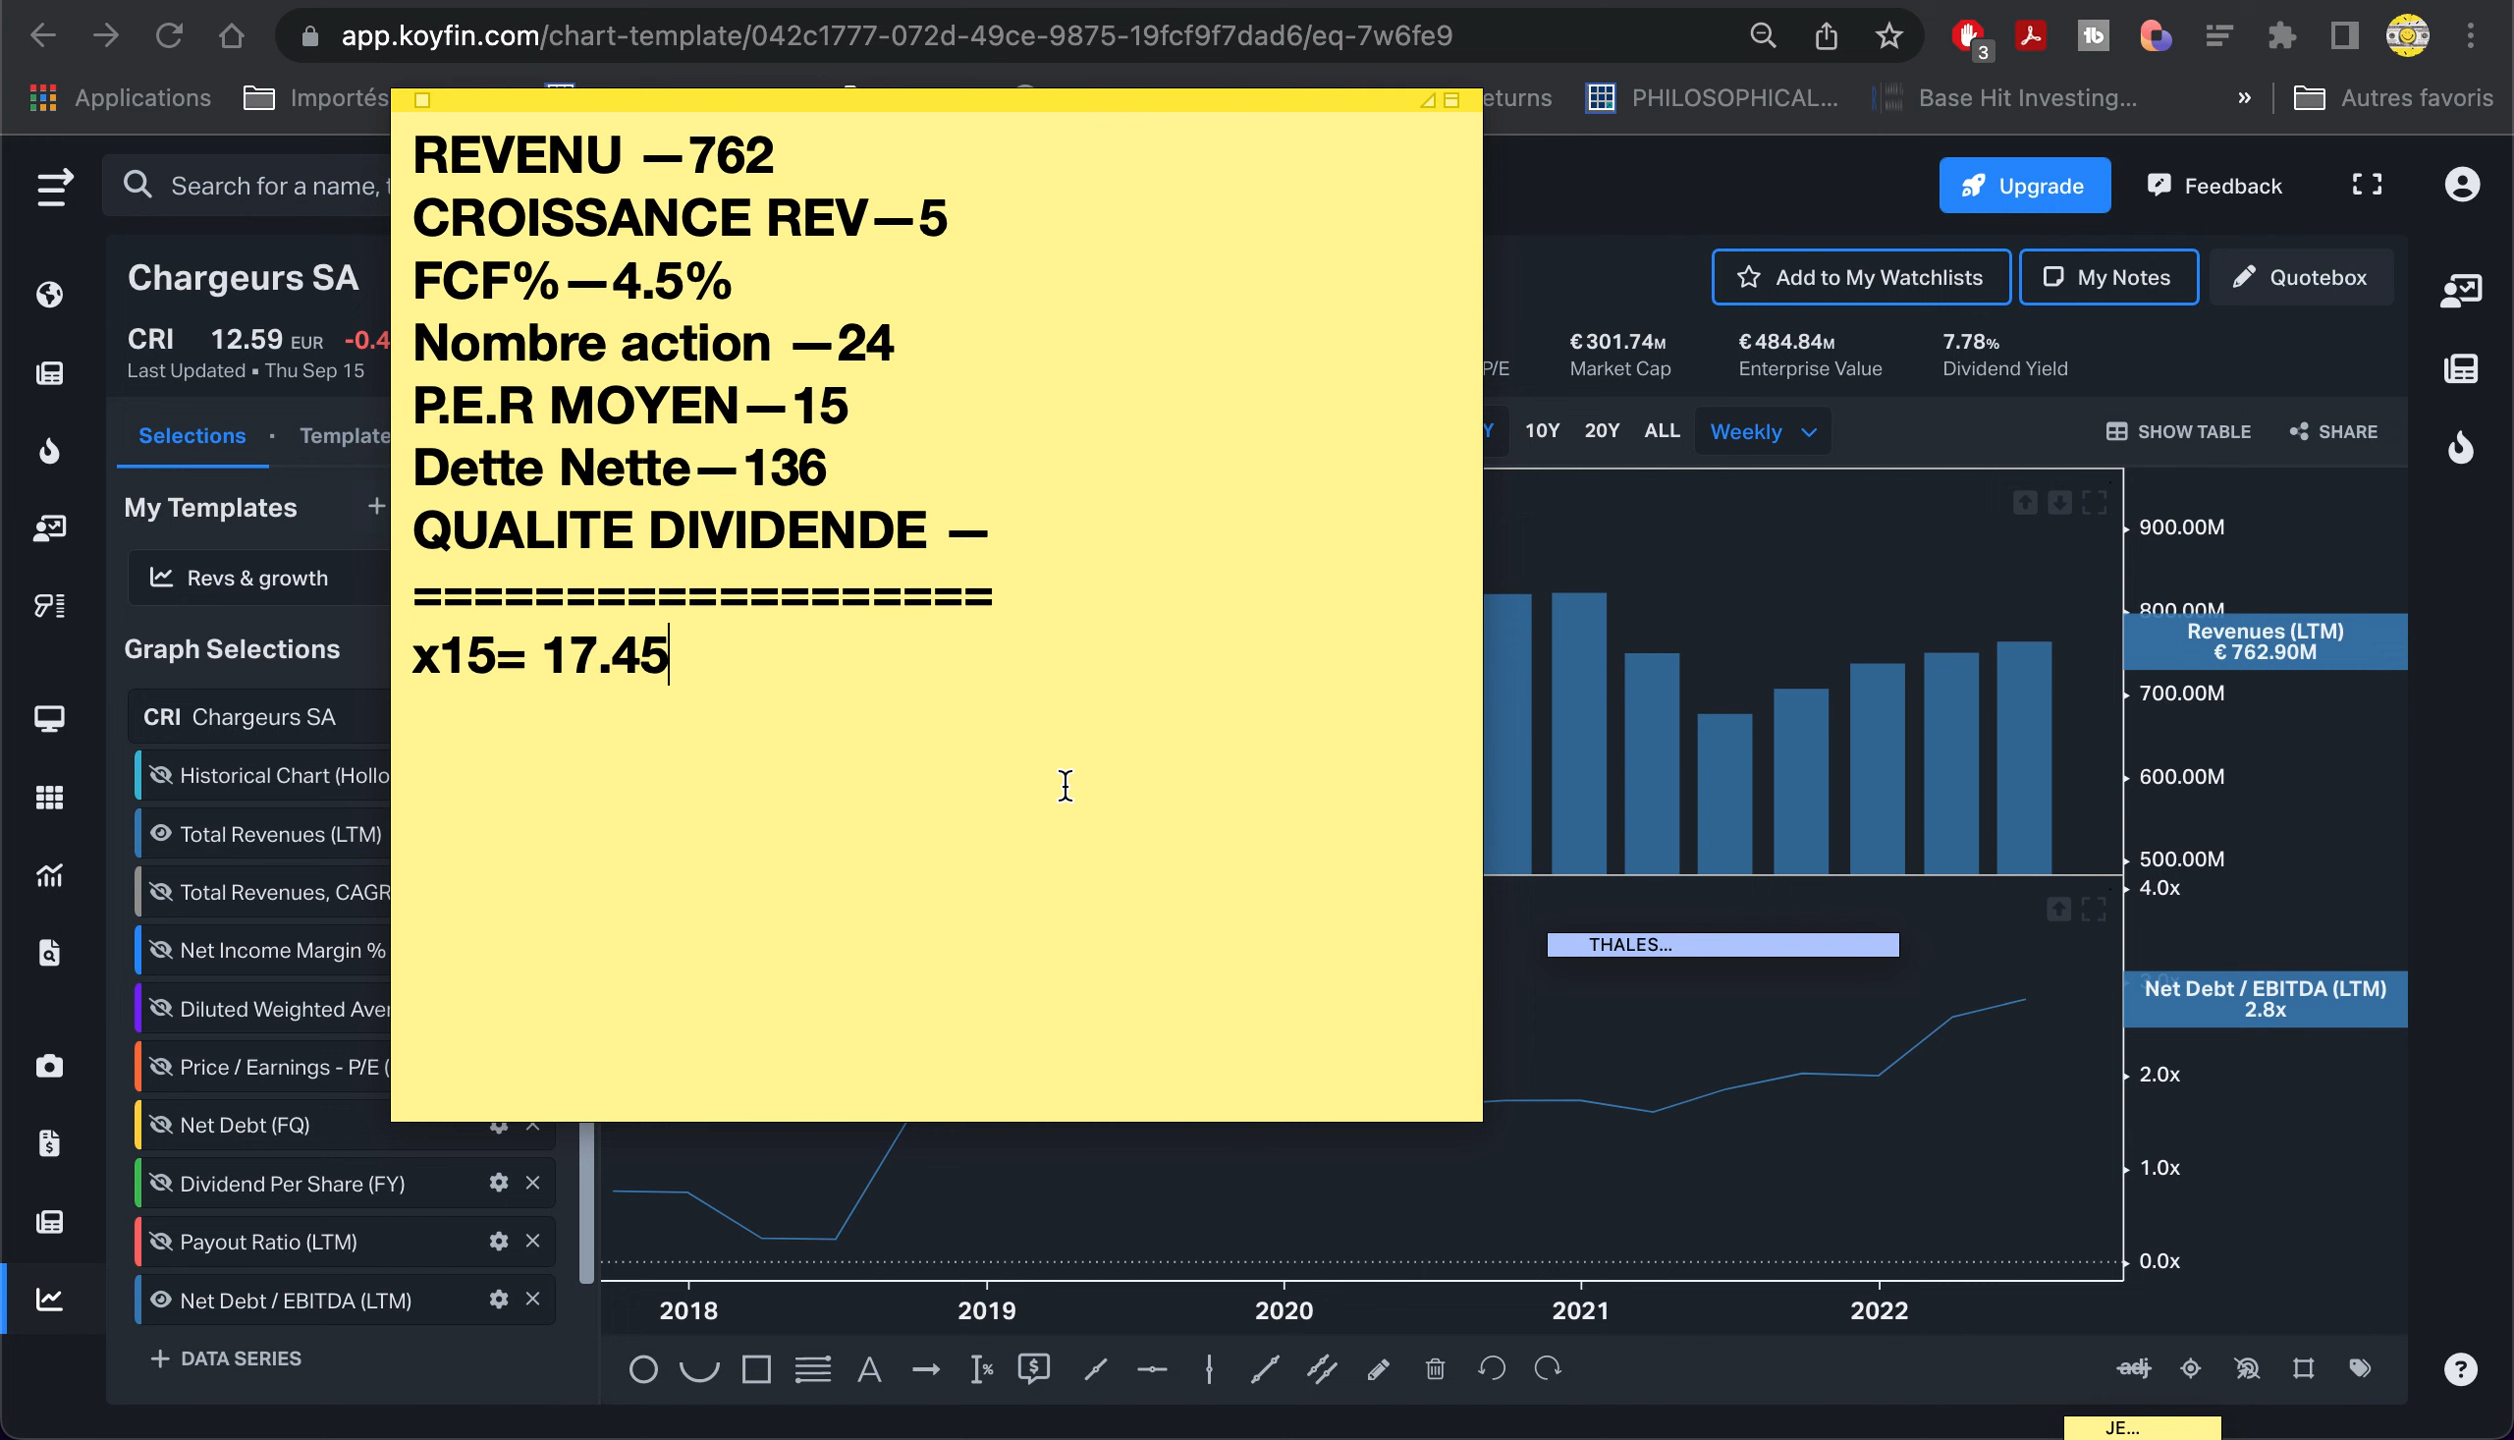 app.koyfin.com/chart-template/042c1777-072d-49ce-9875-19fcf9f7dad6/eq-7w6fe9
3
Applications
Importés
eturns
PHILOSOPHICAL...
Base Hit Investing...
»
Autres favoris
Search for a name, t
Upgrade
Feedback
Chargeurs SA
CRI 12.59 EUR -0.4
Last Updated ▪ Thu Sep 15
Add to My Watchlists
My Notes
Quotebox
P/E
€301.74M
Market Cap
€484.84M
Enterprise Value
7.78%
Dividend Yield
Selections · Template
Y 10Y 20Y ALL Weekly
SHOW TABLE
SHARE
My Templates +
Revs & growth
Graph Selections
CRI Chargeurs SA
Historical Chart (Hollo
Total Revenues (LTM)
Total Revenues, CAGR
Net Income Margin %
Diluted Weighted Aver
Price / Earnings - P/E (
Net Debt (FQ)
Dividend Per Share (FY)
Payout Ratio (LTM)
Net Debt / EBITDA (LTM)
+ DATA SERIES
REVENU —762
CROISSANCE REV—5
FCF%—4.5%
Nombre action —24
P.E.R MOYEN—15
Dette Nette—136
QUALITE DIVIDENDE —
===================
x15= 17.45
900.00M
800.00M
Revenues (LTM)
€ 762.90M
700.00M
600.00M
500.00M
4.0x
THALES...
3.0x
Net Debt / EBITDA (LTM)
2.8x
2.0x
1.0x
0.0x
2018 2019 2020 2021 2022
adj
JE...